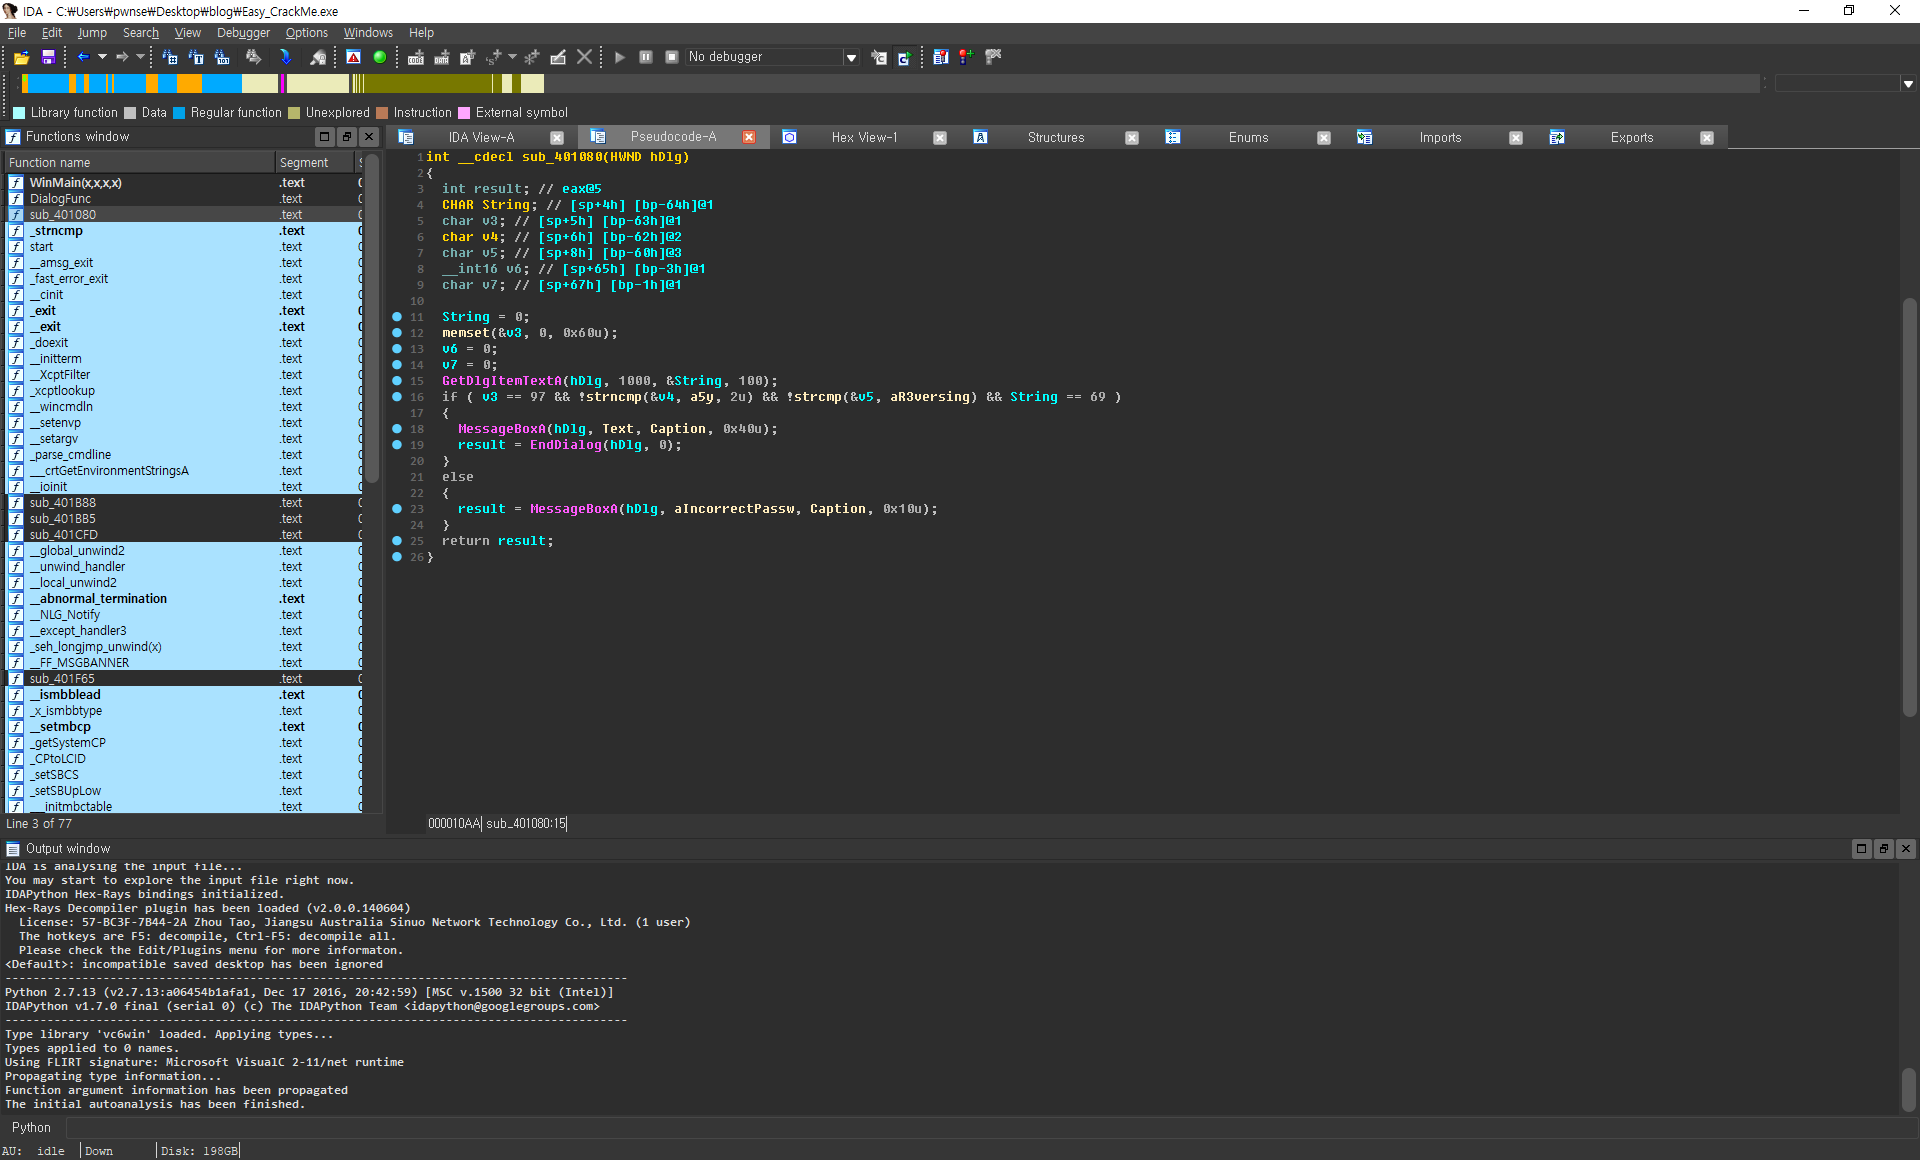 IDA - C:₩Users₩pwnse₩Desktop₩blog₩Easy_CrackMe.exe
File Edit Jump Search View Debugger Options Windows Help
No debugger
Library function Data Regular function Unexplored Instruction External symbol
Functions window
Function name Segment
WinMain(x,x,x,x) .text
DialogFunc .text
sub_401080 .text
_strncmp .text
start .text
__amsg_exit .text
_fast_error_exit .text
__cinit .text
_exit .text
__exit .text
_doexit .text
__initterm .text
__XcptFilter .text
_xcptlookup .text
__wincmdln .text
__setenvp .text
__setargv .text
_parse_cmdline .text
___crtGetEnvironmentStringsA .text
__ioinit .text
sub_401B88 .text
sub_401BB5 .text
sub_401CFD .text
__global_unwind2 .text
__unwind_handler .text
__local_unwind2 .text
__abnormal_termination .text
__NLG_Notify .text
__except_handler3 .text
_seh_longjmp_unwind(x) .text
__FF_MSGBANNER .text
sub_401F65 .text
__ismbblead .text
_x_ismbbtype .text
__setmbcp .text
_getSystemCP .text
_CPtoLCID .text
_setSBCS .text
_setSBUpLow .text
___initmbctable .text
Line 3 of 77
IDA View-A Pseudocode-A Hex View-1 Structures Enums Imports Exports
1 int __cdecl sub_401080(HWND hDlg)
2 {
3 int result; // eax@5
4 CHAR String; // [sp+4h] [bp-64h]@1
5 char v3; // [sp+5h] [bp-63h]@1
6 char v4; // [sp+6h] [bp-62h]@2
7 char v5; // [sp+8h] [bp-60h]@3
8 __int16 v6; // [sp+65h] [bp-3h]@1
9 char v7; // [sp+67h] [bp-1h]@1
10
11 String = 0;
12 memset(&v3, 0, 0x60u);
13 v6 = 0;
14 v7 = 0;
15 GetDlgItemTextA(hDlg, 1000, &String, 100);
16 if ( v3 == 97 && !strncmp(&v4, a5y, 2u) && !strcmp(&v5, aR3versing) && String == 69 )
17 {
18 MessageBoxA(hDlg, Text, Caption, 0x40u);
19 result = EndDialog(hDlg, 0);
20 }
21 else
22 {
23 result = MessageBoxA(hDlg, aIncorrectPassw, Caption, 0x10u);
24 }
25 return result;
26 }
000010AA sub_401080:15
Output window
IDA is analysing the input file...
You may start to explore the input file right now.
IDAPython Hex-Rays bindings initialized.
Hex-Rays Decompiler plugin has been loaded (v2.0.0.140604)
License: 57-BC3F-7B44-2A Zhou Tao, Jiangsu Australia Sinuo Network Technology Co., Ltd. (1 user)
The hotkeys are F5: decompile, Ctrl-F5: decompile all.
Please check the Edit/Plugins menu for more informaton.
<Default>: incompatible saved desktop has been ignored
-----------------------------------------------------------------------------------------
Python 2.7.13 (v2.7.13:a06454b1afa1, Dec 17 2016, 20:42:59) [MSC v.1500 32 bit (Intel)]
IDAPython v1.7.0 final (serial 0) (c) The IDAPython Team <idapython@googlegroups.com>
-----------------------------------------------------------------------------------------
Type library 'vc6win' loaded. Applying types...
Types applied to 0 names.
Using FLIRT signature: Microsoft VisualC 2-11/net runtime
Propagating type information...
Function argument information has been propagated
The initial autoanalysis has been finished.
Python
AU: idle Down Disk: 198GB